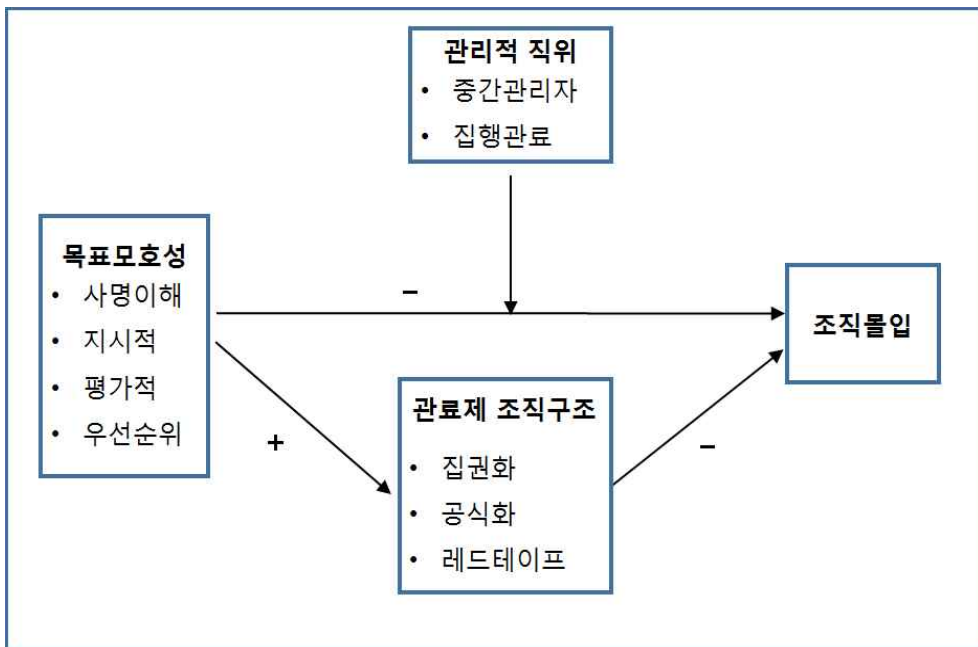 관리적 직위
• 중간관리자
• 집행관료
목표모호성
• 사명이해
• 지시적
• 평가적
• 우선순위
–
조직몰입
+
관료제 조직구조
• 집권화
• 공식화
• 레드테이프
–